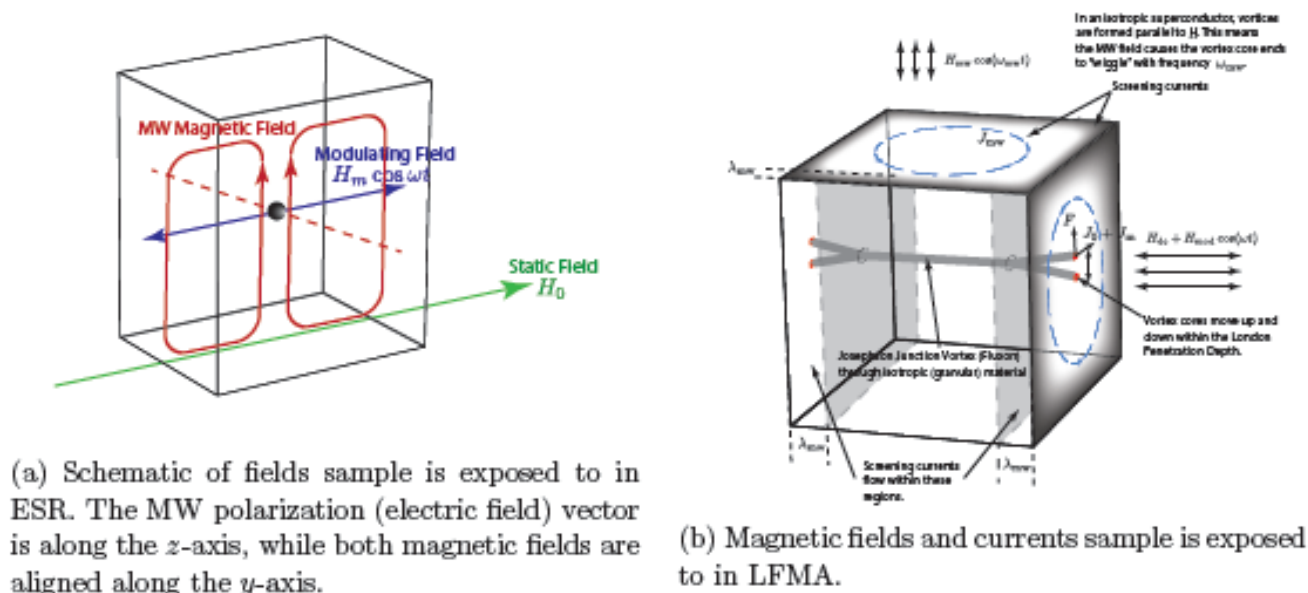 MW Magnetic Field
Modulating Field
H_m cos ωt
Static Field
H_0
(a) Schematic of fields sample is exposed to in
ESR. The MW polarization (electric field) vector
is along the z-axis, while both magnetic fields are
aligned along the y-axis.
In an isotropic superconductor, vortices
are formed parallel to H. This means
the MW field causes the vortex core ends
to "wiggle" with frequency ω_mw.
H_mw cos(ω_mw t)
Screening currents
J_mw
λ_mw
F
H_dc + H_mod cos(ωt)
Vortex cores move up and
down within the London
Penetration Depth.
Josephson Junction Vortex (Fluxon)
through isotropic (granular) material
λ_mw
λ_mw
Screening currents
flow within these
regions.
(b) Magnetic fields and currents sample is exposed
to in LFMA.